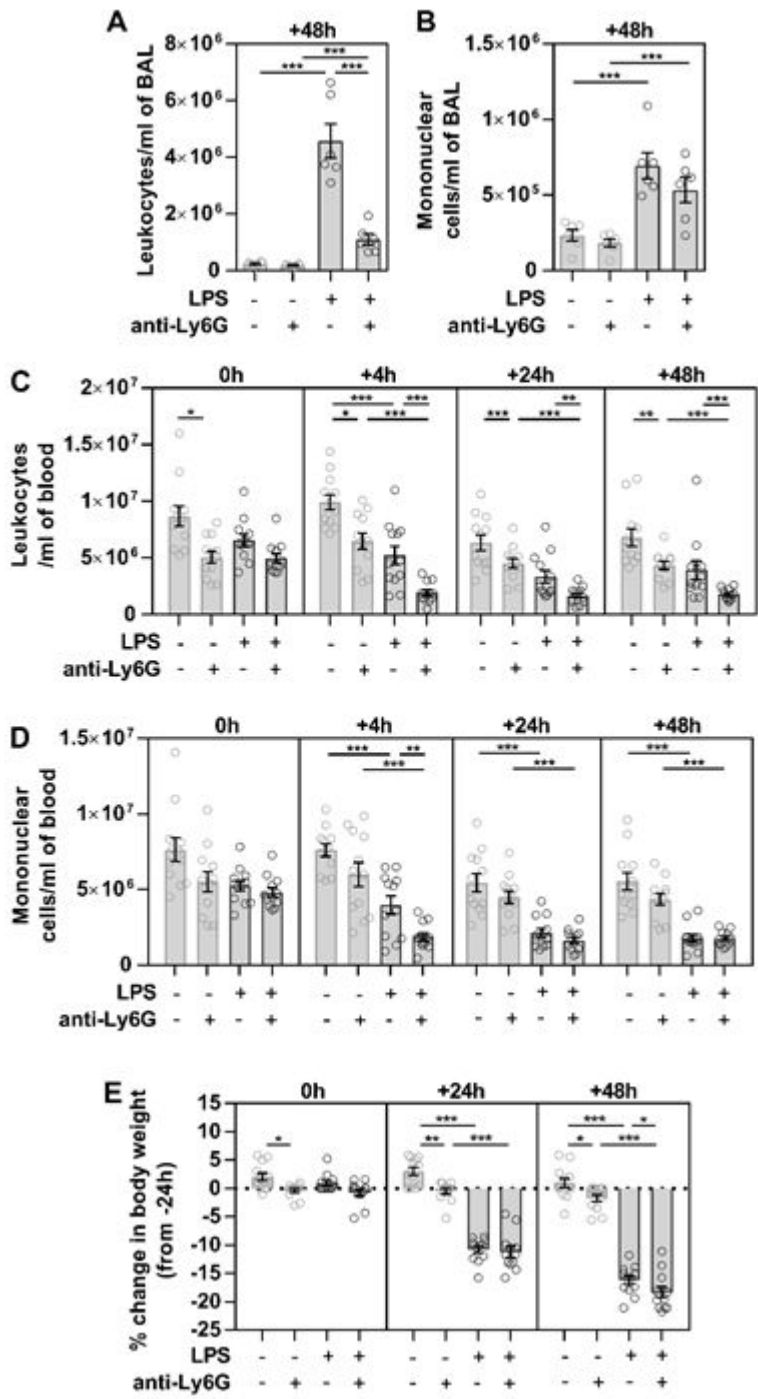 A
+48h
*** *** ***
Leukocytes/ml of BAL
8×10⁶
6×10⁶
4×10⁶
2×10⁶
0
LPS - - + +
anti-Ly6G - + - +
B
+48h
*** ***
Mononuclear
cells/ml of BAL
1.5×10⁶
1×10⁶
5×10⁵
0
LPS - - + +
anti-Ly6G - + - +
C
0h +4h +24h +48h
* *** *** * *** ** *** *** *** ** ***
Leukocytes
/ml of blood
2×10⁷
1.5×10⁷
1×10⁷
5×10⁶
0
LPS - - + + - - + + - - + + - - + +
anti-Ly6G - + - + - + - + - + - + - + - +
D
0h +4h +24h +48h
*** ** *** *** *** *** ***
Mononuclear
cells/ml of blood
1.5×10⁷
1×10⁷
5×10⁶
0
LPS - - + + - - + + - - + + - - + +
anti-Ly6G - + - + - + - + - + - + - + - +
E
0h +24h +48h
* *** ** *** *** * * ***
% change in body weight
(from -24h)
15
10
5
0
-5
-10
-15
-20
-25
LPS - - + + - - + + - - + +
anti-Ly6G - + - + - + - + - + - +